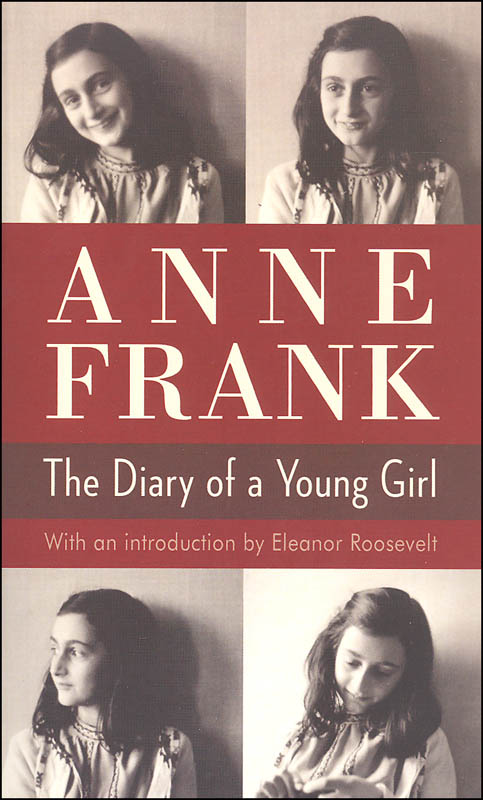 ANNE
FRANK
The Diary of a Young Girl
With an introduction by Eleanor Roosevelt